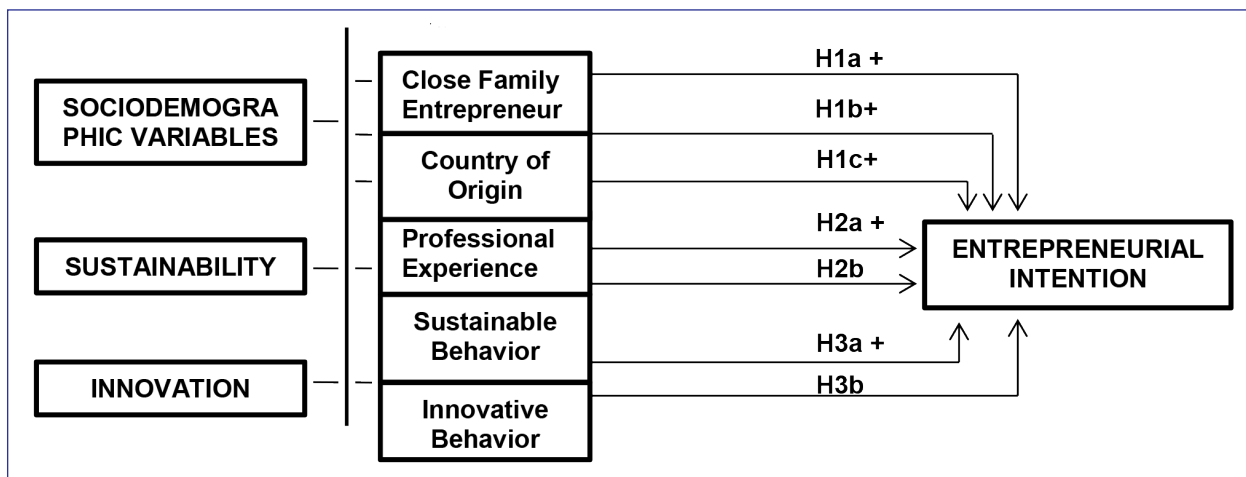 SOCIODEMOGRA
PHIC VARIABLES
SUSTAINABILITY
INNOVATION
Close Family
Entrepreneur
Country of
Origin
Professional
Experience
Sustainable
Behavior
Innovative
Behavior
H1a +
H1b+
H1c+
H2a +
H2b
H3a +
H3b
ENTREPRENEURIAL
INTENTION